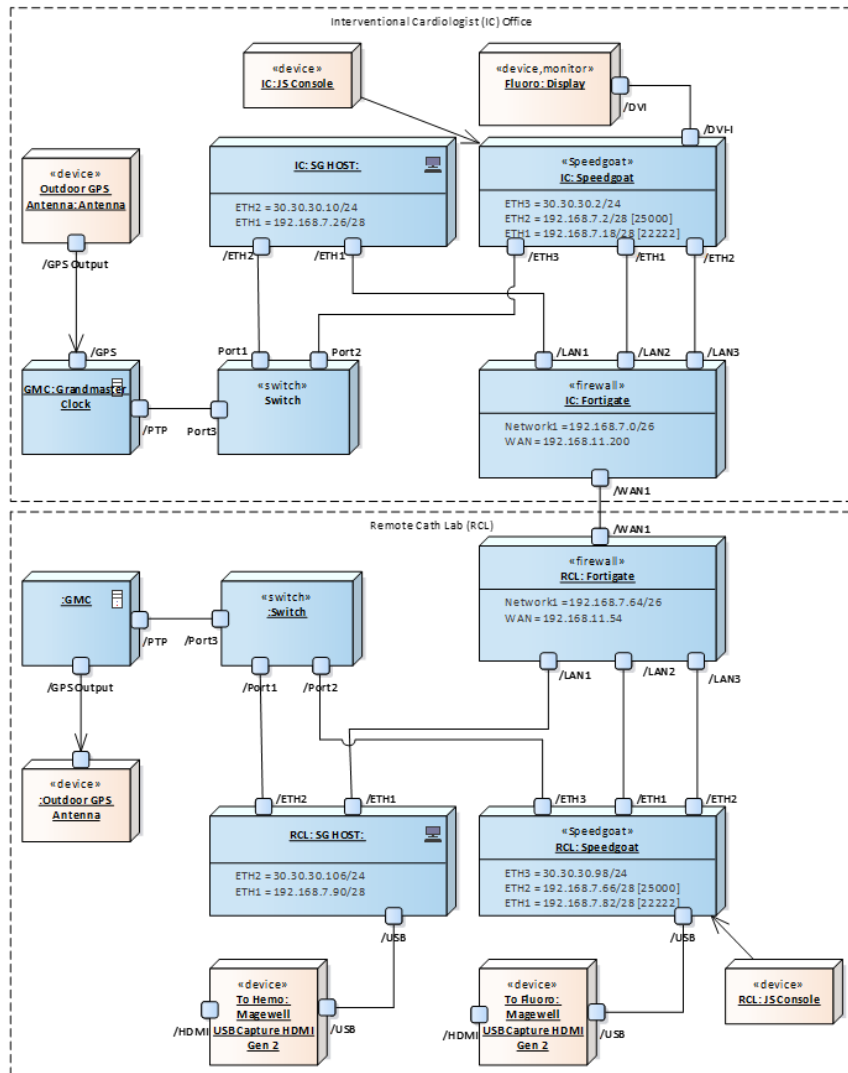 Interventional Cardiologist (IC) Office
«device»
IC: JS Console
«device,monitor»
Fluoro: Display
/DVI
/DVI-I
«device»
Outdoor GPS
Antenna: Antenna
/GPS Output
IC: SG HOST:
ETH2 = 30.30.30.10/24
ETH1 = 192.168.7.26/28
/ETH2
/ETH1
«Speedgoat»
IC: Speedgoat
ETH3 = 30.30.30.2/24
ETH2 = 192.168.7.2/28 [25000]
ETH1 = 192.168.7.18/28 [22222]
/ETH3
/ETH1
/ETH2
/GPS
GMC: Grandmaster
Clock
/PTP
Port1
Port2
Port3
«switch»
Switch
/LAN1
/LAN2
/LAN3
«firewall»
IC: Fortigate
Network1 = 192.168.7.0/26
WAN = 192.168.11.200
/WAN1
Remote Cath Lab (RCL)
/WAN1
«firewall»
RCL: Fortigate
Network1 = 192.168.7.64/26
WAN = 192.168.11.54
/LAN1
/LAN2
/LAN3
:GMC
/PTP
/GPS Output
«switch»
:Switch
/Port3
/Port1
/Port2
«device»
:Outdoor GPS
Antenna
/ETH2
/ETH1
RCL: SG HOST:
ETH2 = 30.30.30.106/24
ETH1 = 192.168.7.90/28
/USB
/ETH3
/ETH1
/ETH2
«Speedgoat»
RCL: Speedgoat
ETH3 = 30.30.30.98/24
ETH2 = 192.168.7.66/28 [25000]
ETH1 = 192.168.7.82/28 [22222]
/USB
«device»
To Hemo:
Magewell
USB Capture HDMI
Gen 2
/HDMI
/USB
«device»
To Fluoro:
Magewell
USB Capture HDMI
Gen 2
/HDMI
/USB
«device»
RCL: JS Console